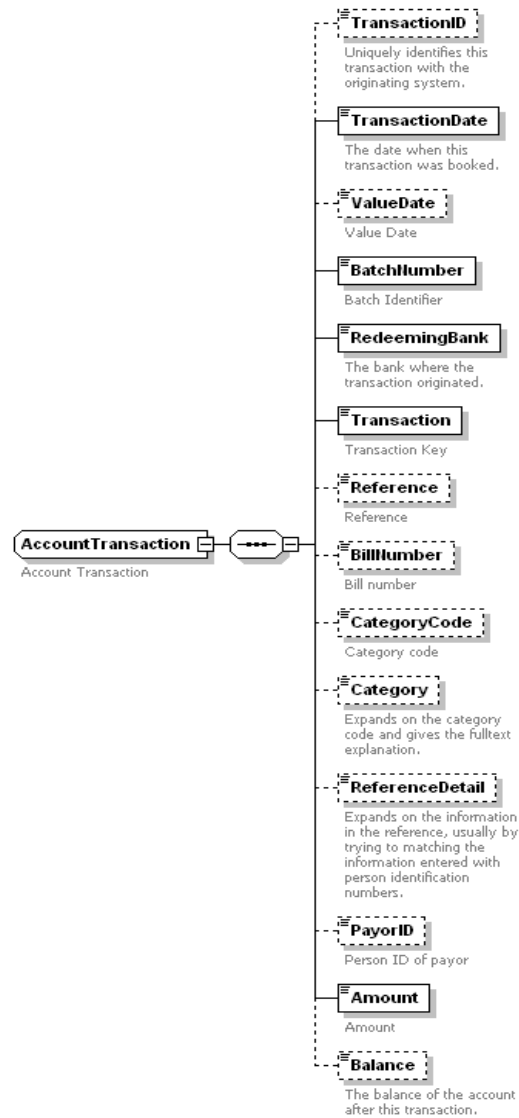 TransactionID
Uniquely identifies this
transaction with the
originating system.
TransactionDate
The date when this
transaction was booked.
ValueDate
Value Date
BatchNumber
Batch Identifier
RedeemingBank
The bank where the
transaction originated.
Transaction
Transaction Key
Reference
Reference
AccountTransaction
Account Transaction
BillNumber
Bill number
CategoryCode
Category code
Category
Expands on the category
code and gives the fulltext
explanation.
ReferenceDetail
Expands on the information
in the reference, usually by
trying to matching the
information entered with
person identification
numbers.
PayorID
Person ID of payor
Amount
Amount
Balance
The balance of the account
after this transaction.